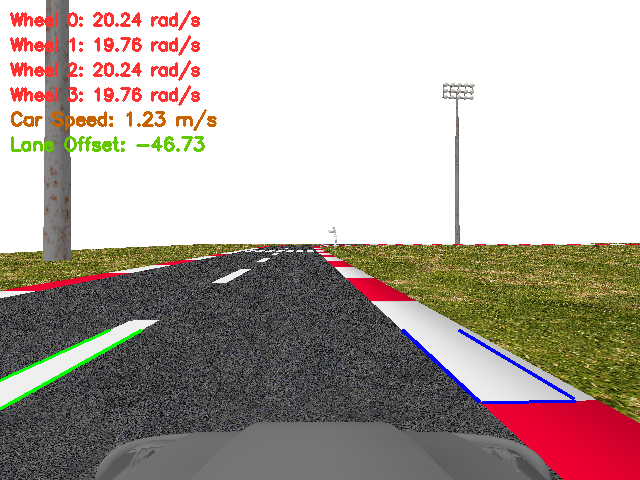 Wheel 0: 20.24 rad/s
Wheel 1: 19.76 rad/s
Wheel 2: 20.24 rad/s
Wheel 3: 19.76 rad/s
Car Speed: 1.23 m/s
Lane Offset: -46.73